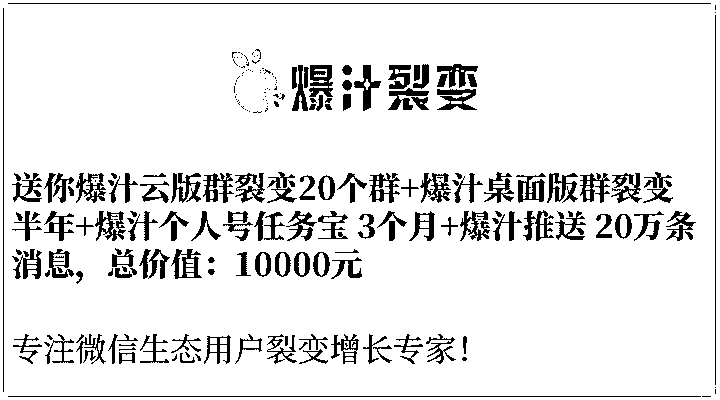 爆汁裂变
送你爆汁云版群裂变20个群+爆汁桌面版群裂变
半年+爆汁个人号任务宝 3个月+爆汁推送 20万条
消息，总价值：10000元
专注微信生态用户裂变增长专家！